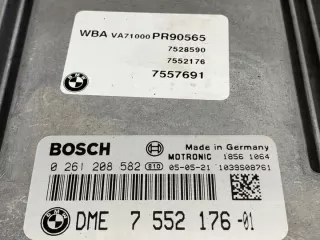 WBA VA71000 PR90565
7528590
7552176
7557691
BOSCH Made in Germany
MOTRONIC 1856 1064
0 261 208 582 S10 05-05-21 1039S08761
DME 7 552 176-01